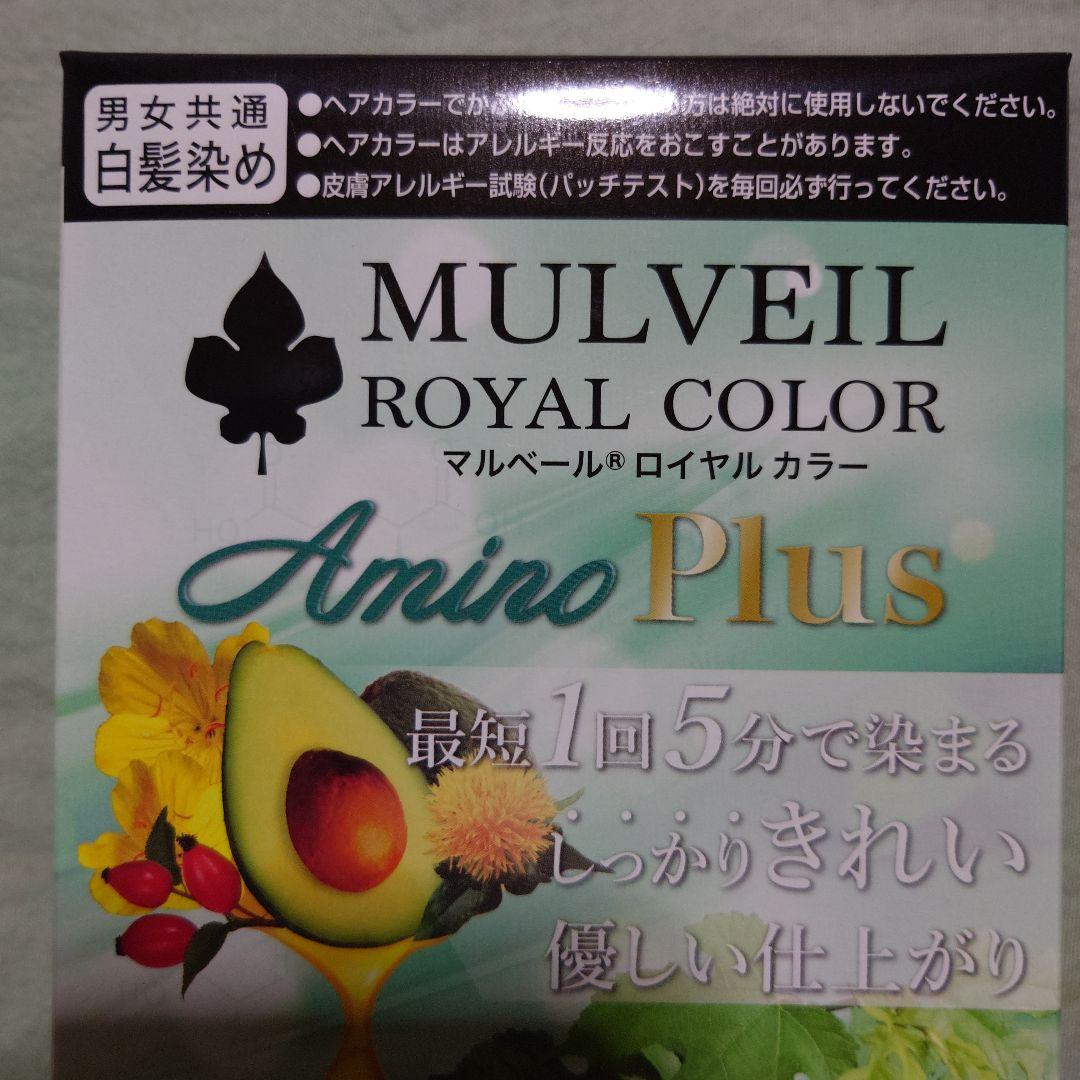 男女共通
白髪染め
●ヘアカラーでかぶ 方は絶対に使用しないでください。
●ヘアカラーはアレルギー反応をおこすことがあります。
●皮膚アレルギー試験(パッチテスト)を毎回必ず行ってください。
MULVEIL
ROYAL COLOR
マルベール® ロイヤル カラー
Amino Plus
最短1回5分で染まる
しっかりきれい
優しい仕上がり
HO